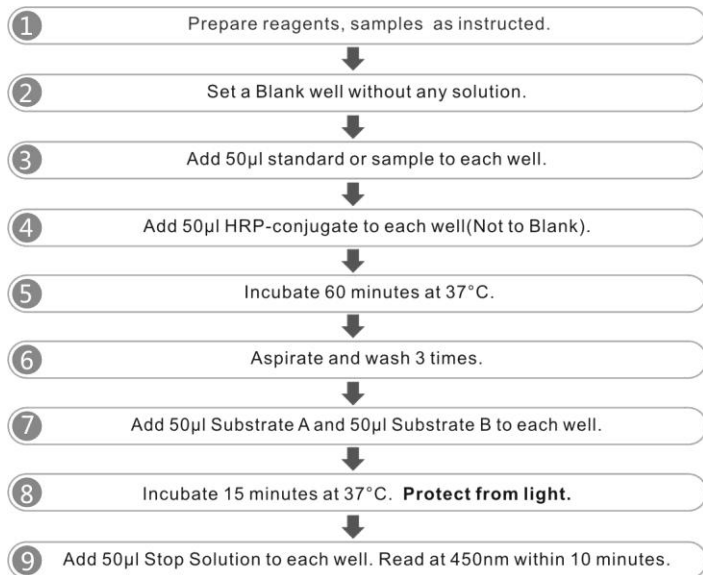 1 Prepare reagents, samples as instructed.
2 Set a Blank well without any solution.
3 Add 50μl standard or sample to each well.
4 Add 50μl HRP-conjugate to each well(Not to Blank).
5 Incubate 60 minutes at 37°C.
6 Aspirate and wash 3 times.
7 Add 50μl Substrate A and 50μl Substrate B to each well.
8 Incubate 15 minutes at 37°C. Protect from light.
9 Add 50μl Stop Solution to each well. Read at 450nm within 10 minutes.